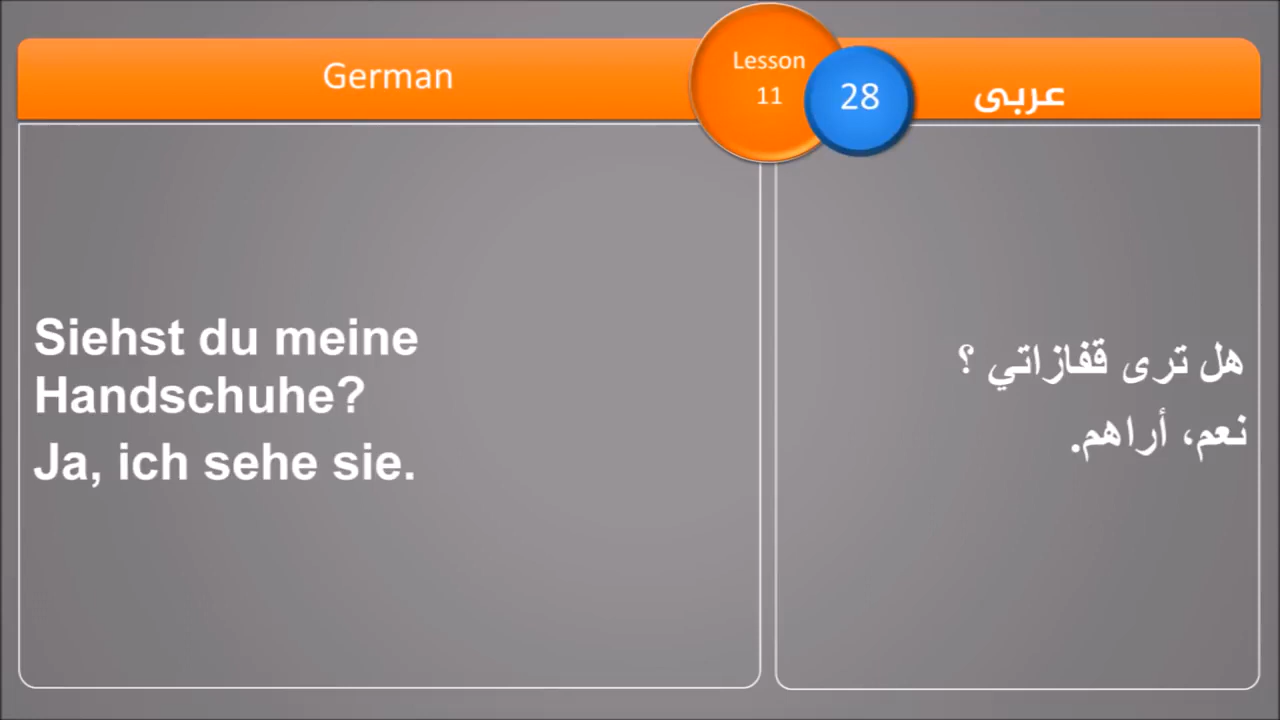 German
Lesson
11
28
عربى
Siehst du meine
Handschuhe?
Ja, ich sehe sie.
هل ترى قفازاتي ؟
نعم، أراهم.